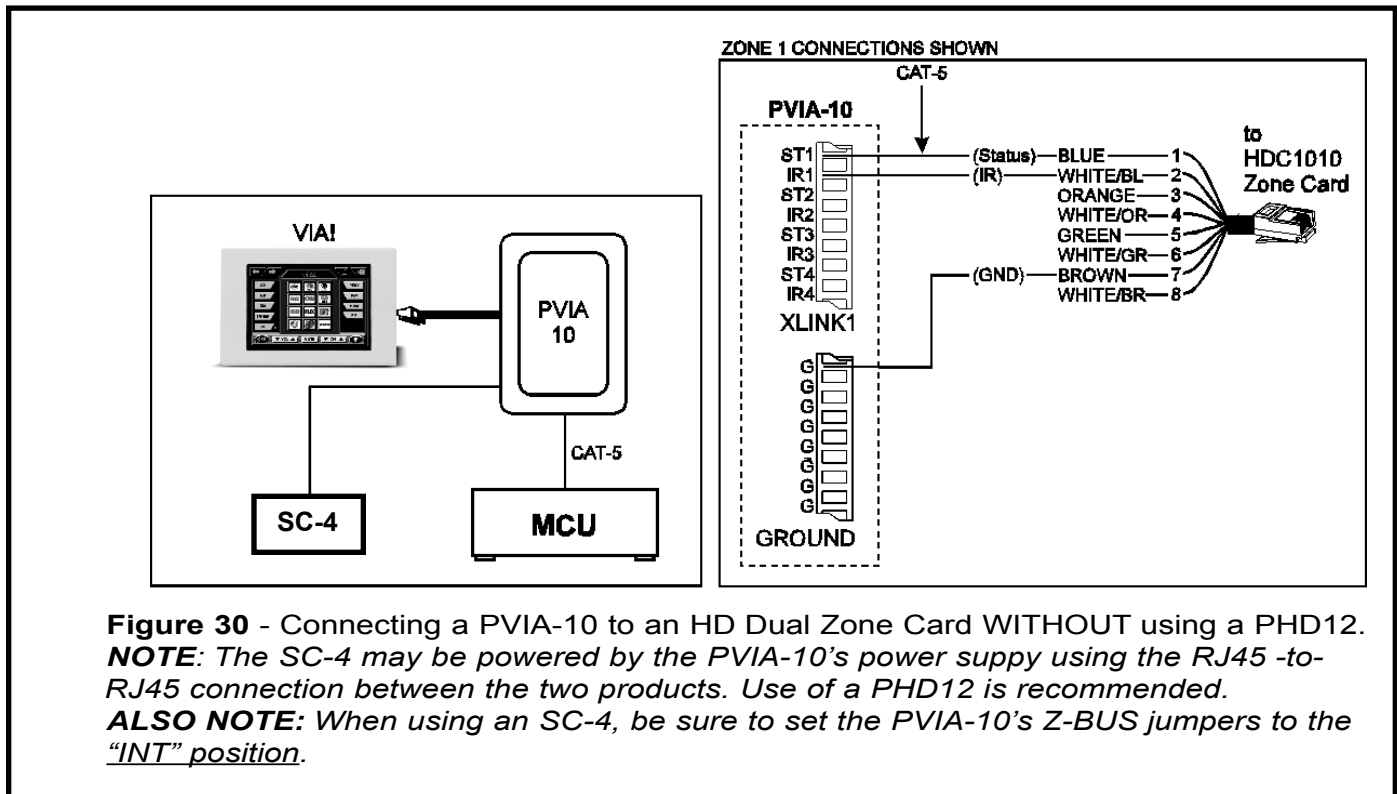 ZONE 1 CONNECTIONS SHOWN
CAT-5
PVIA-10
ST1
IR1
ST2
IR2
ST3
IR3
ST4
IR4
XLINK1
(Status) BLUE 1
(IR) WHITE/BL 2
ORANGE 3
WHITE/OR 4
GREEN 5
WHITE/GR 6
(GND) BROWN 7
WHITE/BR 8
to
HDC1010
Zone Card
G
G
G
G
G
G
G
G
GROUND
VIA!
PVIA
10
CAT-5
SC-4
MCU
Figure 30 - Connecting a PVIA-10 to an HD Dual Zone Card WITHOUT using a PHD12.
NOTE: The SC-4 may be powered by the PVIA-10's power suppy using the RJ45 -to-
RJ45 connection between the two products. Use of a PHD12 is recommended.
ALSO NOTE: When using an SC-4, be sure to set the PVIA-10's Z-BUS jumpers to the
“INT” position.